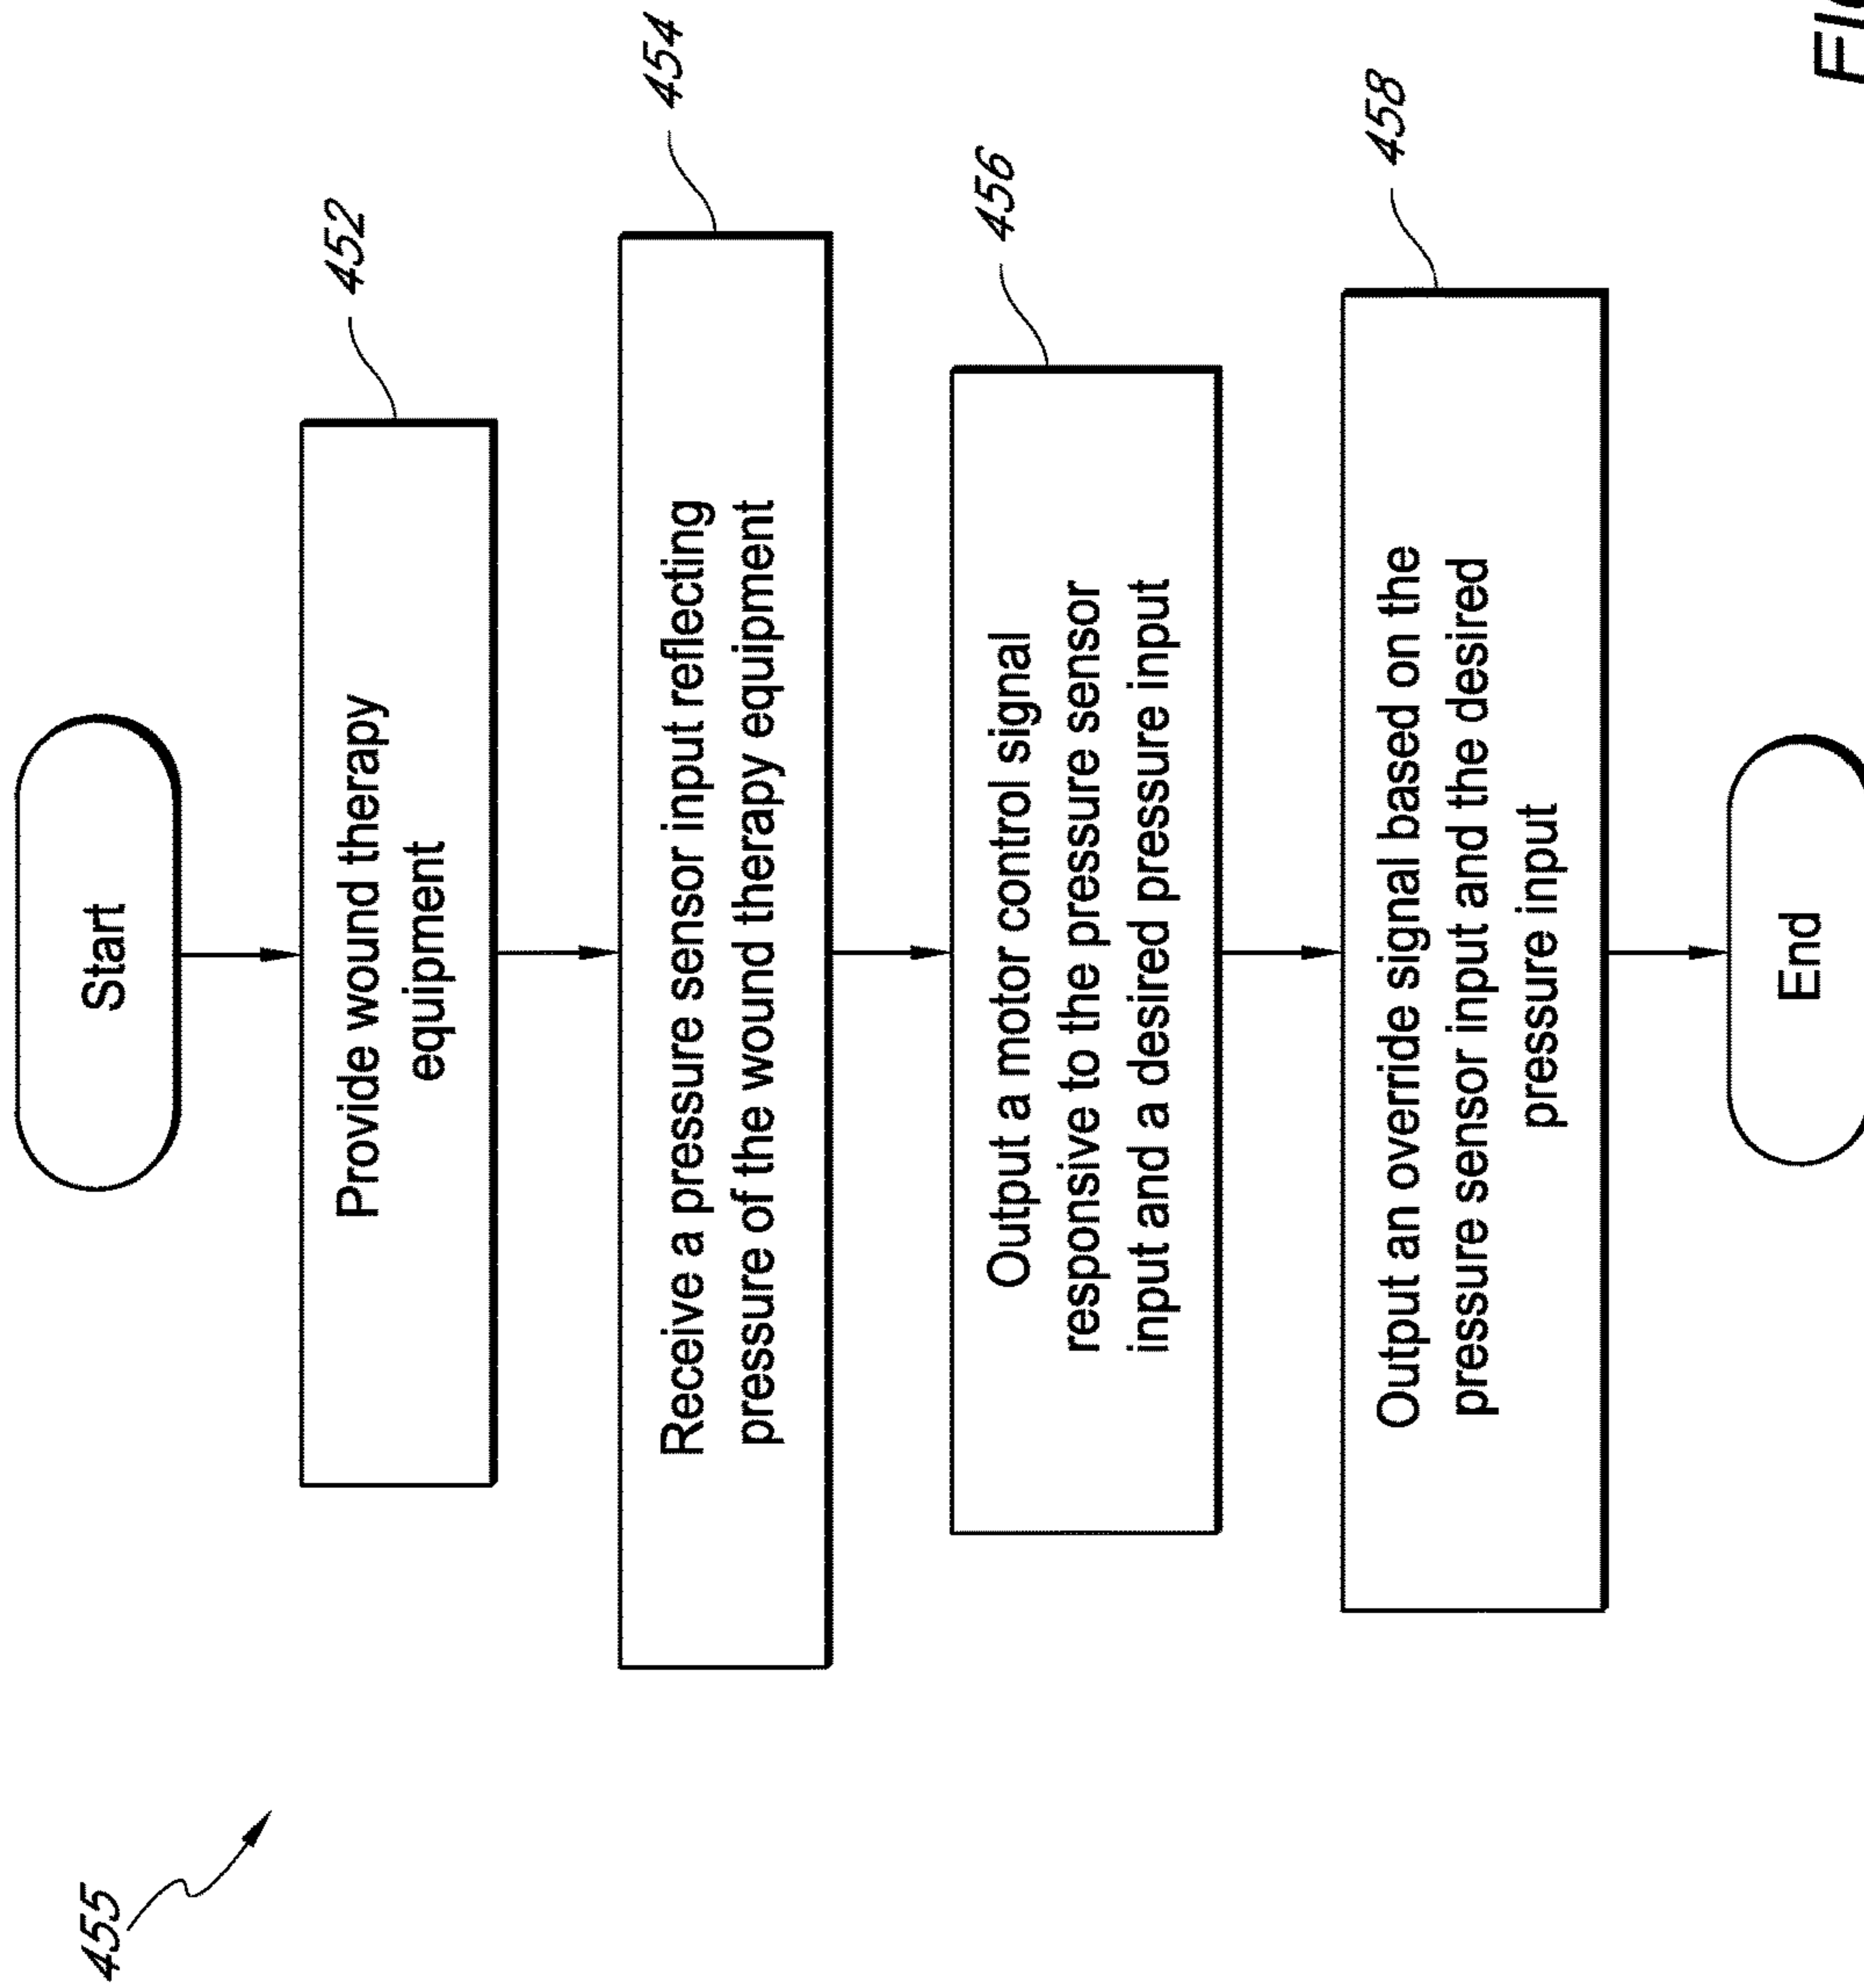 455
Start
Provide wound therapy
equipment
452
Receive a pressure sensor input reflecting
pressure of the wound therapy equipment
454
Output a motor control signal
responsive to the pressure sensor
input and a desired pressure input
456
Output an override signal based on the
pressure sensor input and the desired
pressure input
458
End